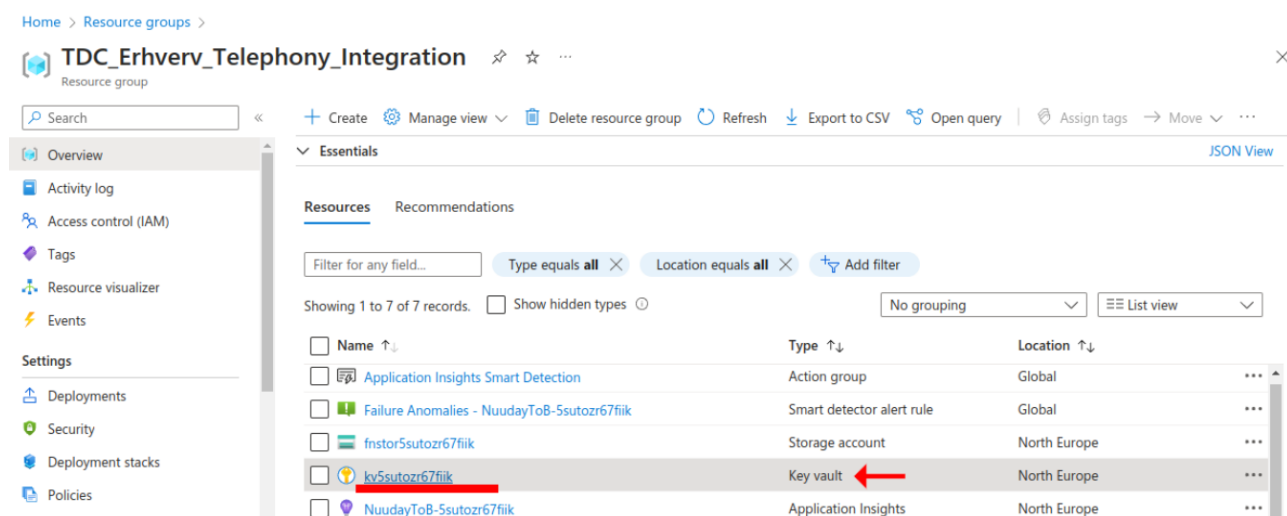 Home > Resource groups >
TDC_Erhverv_Telephony_Integration
Resource group
Search
Create Manage view Delete resource group Refresh Export to CSV Open query Assign tags Move
Overview
Essentials
JSON View
Activity log
Access control (IAM)
Tags
Resource visualizer
Events
Settings
Deployments
Security
Deployment stacks
Policies
Resources Recommendations
Filter for any field...
Type equals all
Location equals all
Add filter
Showing 1 to 7 of 7 records.
Show hidden types
No grouping
List view
Name Type Location
Application Insights Smart Detection Action group Global
Failure Anomalies - NuudayToB-5sutozr67fiik Smart detector alert rule Global
fnstor5sutozr67fiik Storage account North Europe
kv5sutozr67fiik Key vault North Europe
NuudayToB-5sutozr67fiik Application Insights North Europe